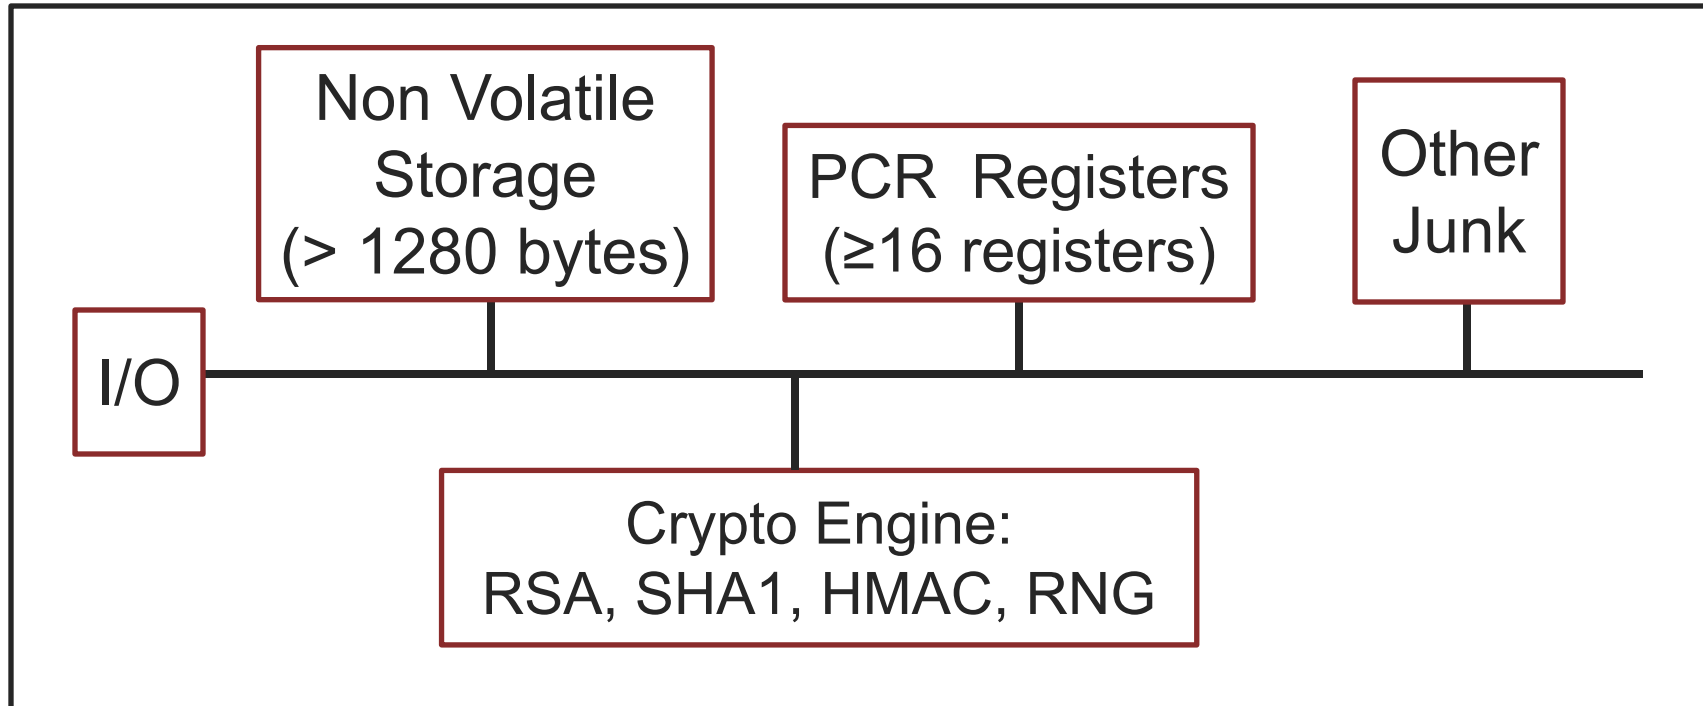 Non Volatile
Storage
(> 1280 bytes)
PCR Registers
(≥16 registers)
Other
Junk
I/O
Crypto Engine:
RSA, SHA1, HMAC, RNG